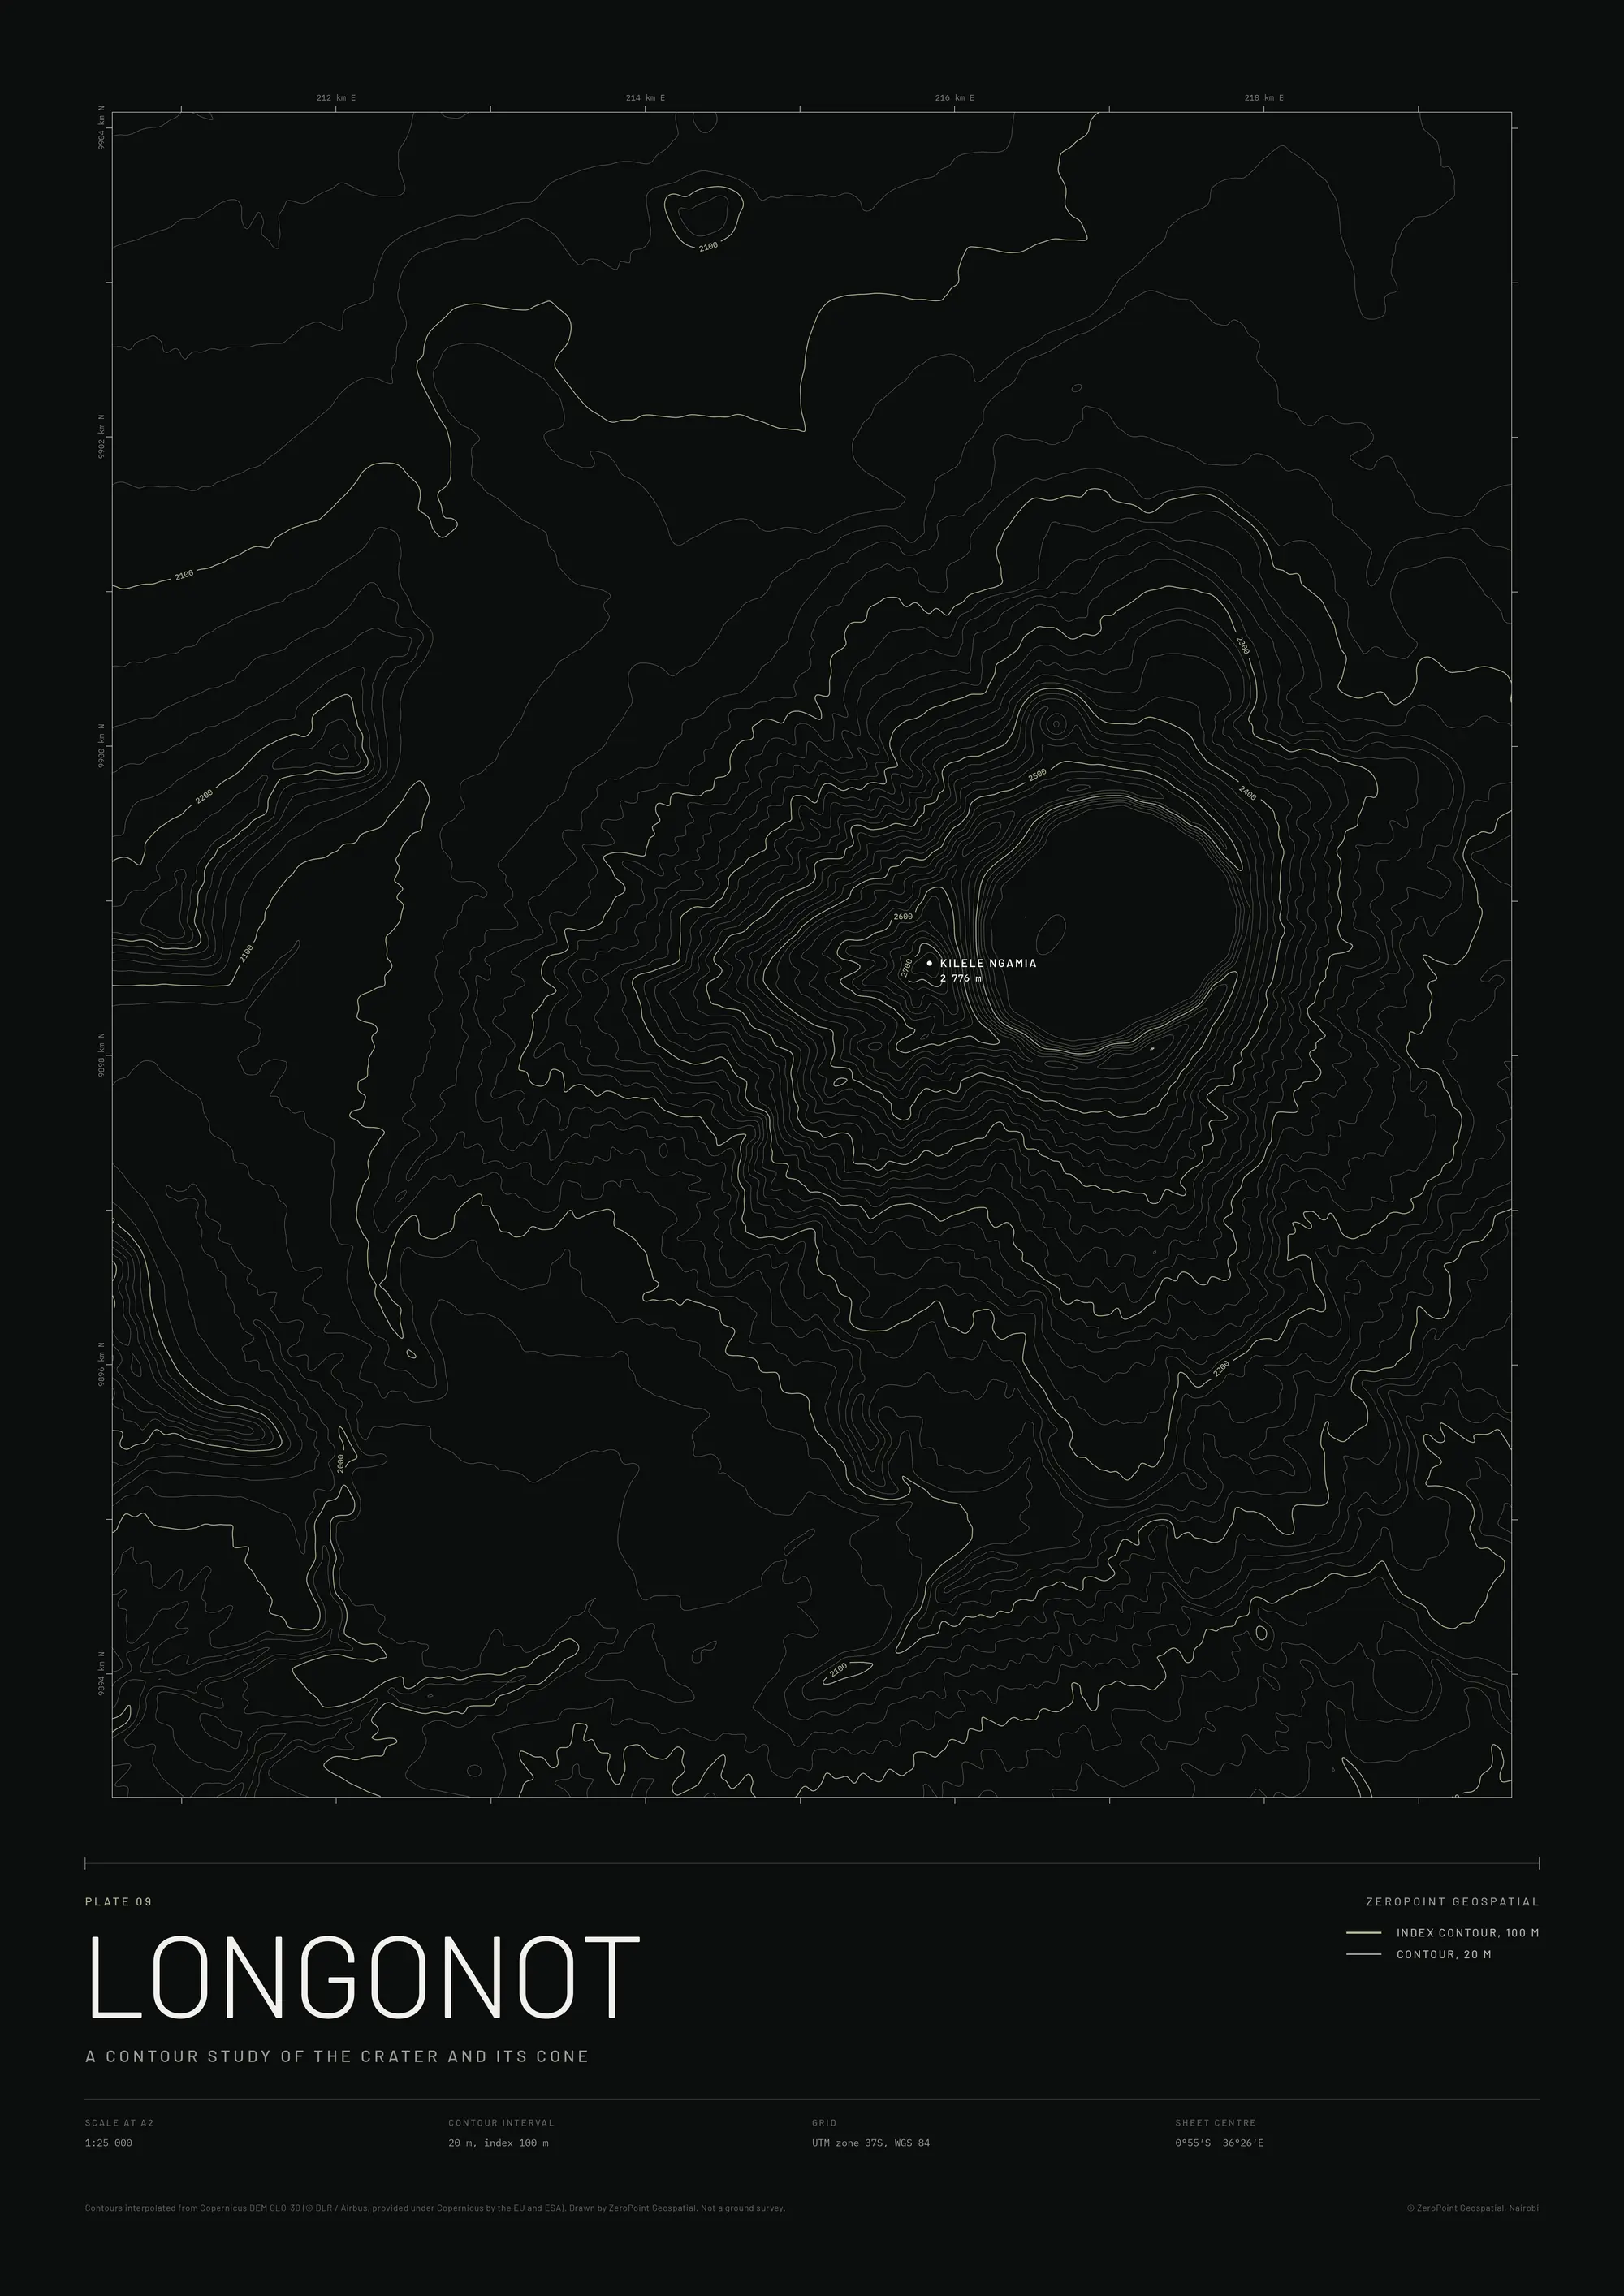 212 km E
214 km E
216 km E
218 km E
9904 km N
2100
9902 km N
2100
2300
9900 km N
2500
2400
2200
2600
2100
2700
KILELE NGAMIA
2 776 m
9898 km N
9896 km N
2200
2000
9894 km N
2100
PLATE 09
ZEROPOINT GEOSPATIAL
LONGONOT
INDEX CONTOUR, 100 M
CONTOUR, 20 M
A CONTOUR STUDY OF THE CRATER AND ITS CONE
SCALE AT A2
1:25 000
CONTOUR INTERVAL
20 m, index 100 m
GRID
UTM zone 37S, WGS 84
SHEET CENTRE
0°55′S 36°26′E
Contours interpolated from Copernicus DEM GLO-30 (© DLR / Airbus, provided under Copernicus by the EU and ESA). Drawn by ZeroPoint Geospatial. Not a ground survey.
© ZeroPoint Geospatial, Nairobi